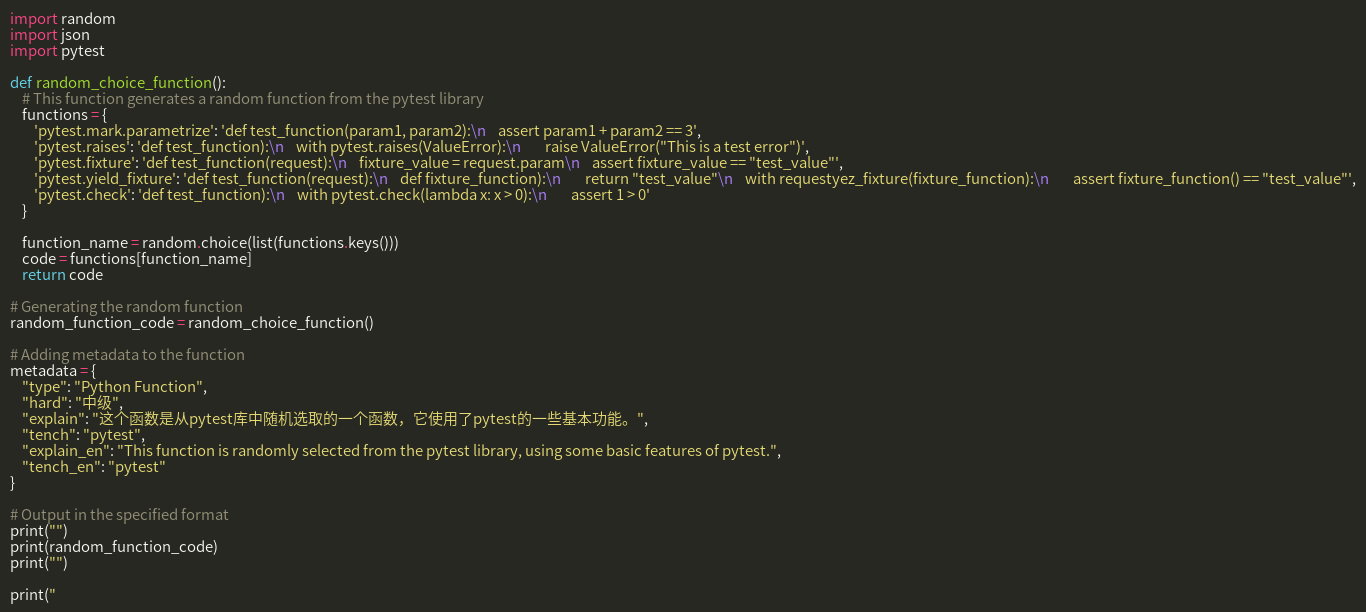 import random
import json
import pytest

def random_choice_function():
    # This function generates a random function from the pytest library
    functions = {
        'pytest.mark.parametrize': 'def test_function(param1, param2):\n    assert param1 + param2 == 3',
        'pytest.raises': 'def test_function):\n    with pytest.raises(ValueError):\n        raise ValueError("This is a test error")',
        'pytest.fixture': 'def test_function(request):\n    fixture_value = request.param\n    assert fixture_value == "test_value"',
        'pytest.yield_fixture': 'def test_function(request):\n    def fixture_function):\n        return "test_value"\n    with requestyez_fixture(fixture_function):\n        assert fixture_function() == "test_value"',
        'pytest.check': 'def test_function):\n    with pytest.check(lambda x: x > 0):\n        assert 1 > 0'
    }

    function_name = random.choice(list(functions.keys()))
    code = functions[function_name]
    return code

# Generating the random function
random_function_code = random_choice_function()

# Adding metadata to the function
metadata = {
    "type": "Python Function",
    "hard": "中级",
    "explain": "这个函数是从pytest库中随机选取的一个函数，它使用了pytest的一些基本功能。",
    "tench": "pytest",
    "explain_en": "This function is randomly selected from the pytest library, using some basic features of pytest.",
    "tench_en": "pytest"
}

# Output in the specified format
print("")
print(random_function_code)
print("")

print("